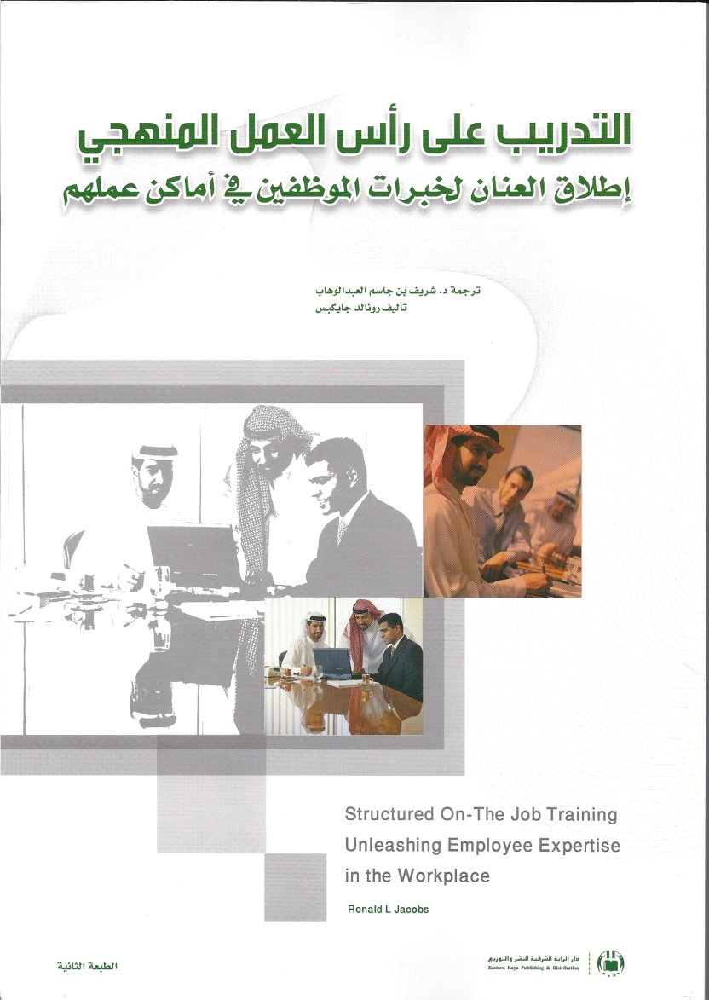 التدريب على رأس العمل المنهجي
إطلاق العنان لخبرات الموظفين في أماكن عملهم
ترجمة د. شريف بن جاسم العبدالوهاب
تأليف رونالد جايكبس
Structured On-The Job Training
Unleashing Employee Expertise
in the Workplace
Ronald L Jacobs
دار الراية الشرقية للنشر والتوزيع
Eastern Raya Publishing & Distribution
الطبعة الثانية